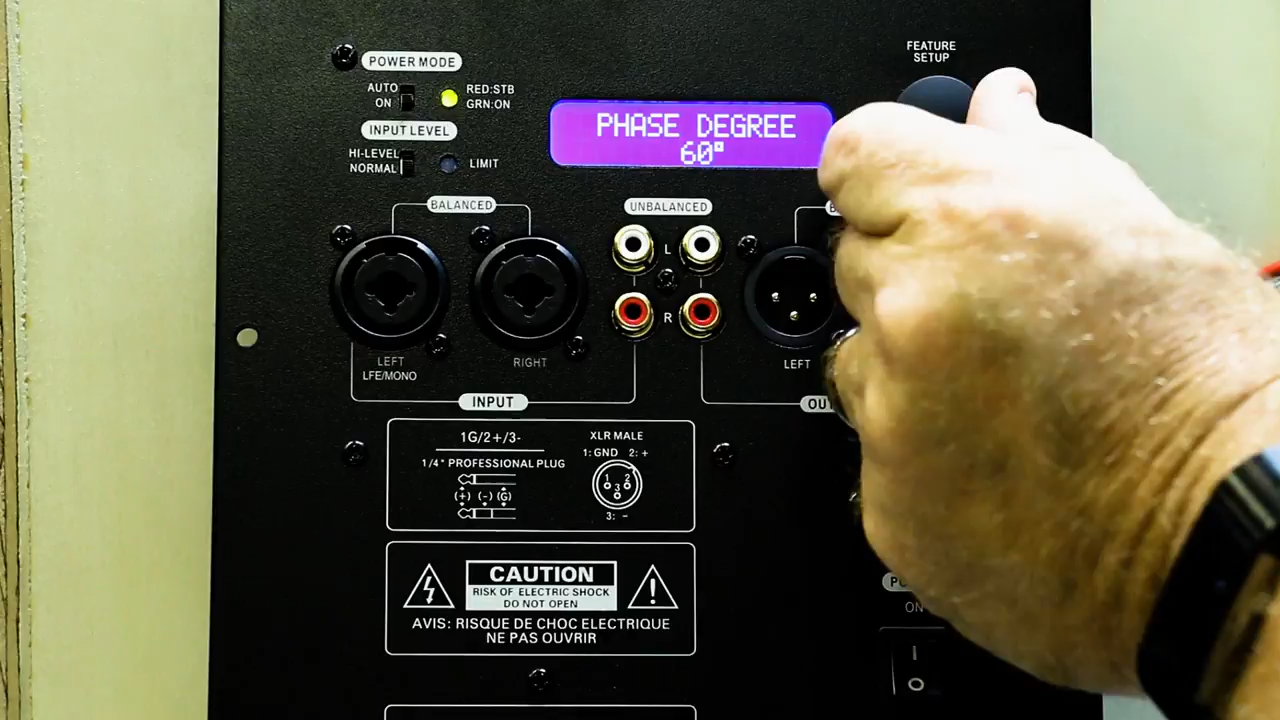 FEATURE
SETUP
POWER MODE
AUTO
ON
RED:STB
GRN:ON
PHASE DEGREE
60°
INPUT LEVEL
HI-LEVEL
NORMAL
LIMIT
BALANCED
UNBALANCED
L
R
LEFT
LFE/MONO
RIGHT
LEFT
INPUT
1G/2+/3-
1/4" PROFESSIONAL PLUG
(+) (-) (G)
XLR MALE
1: GND 2: +
1 2
3
3: -
CAUTION
RISK OF ELECTRIC SHOCK
DO NOT OPEN
AVIS: RISQUE DE CHOC ELECTRIQUE
NE PAS OUVRIR
ON
I
O